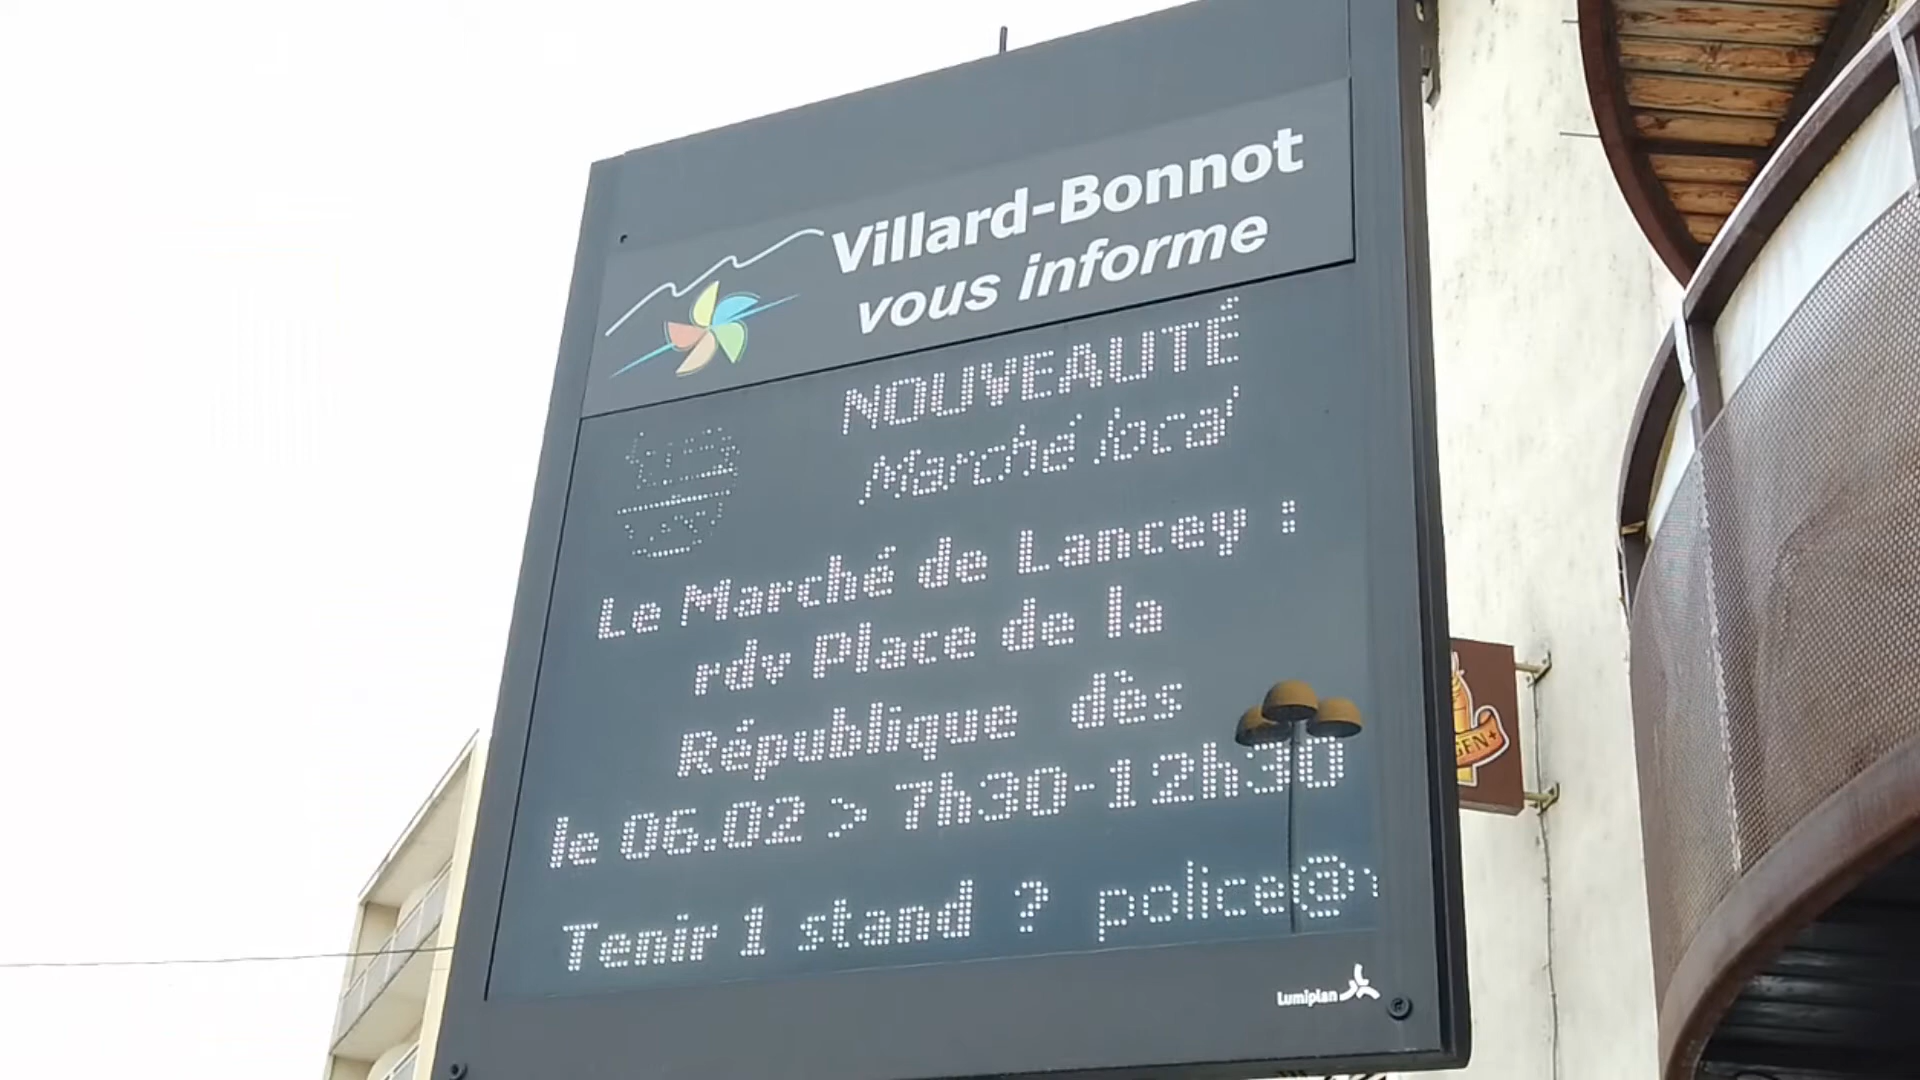 Villard-Bonnot
vous informe
NOUVEAUTÉ
Marché local
Le Marché de Lancey :
rdv Place de la
République dès
le 06.02 > 7h30-12h30
Tenir 1 stand ? police@
Lumiplan
GEN+